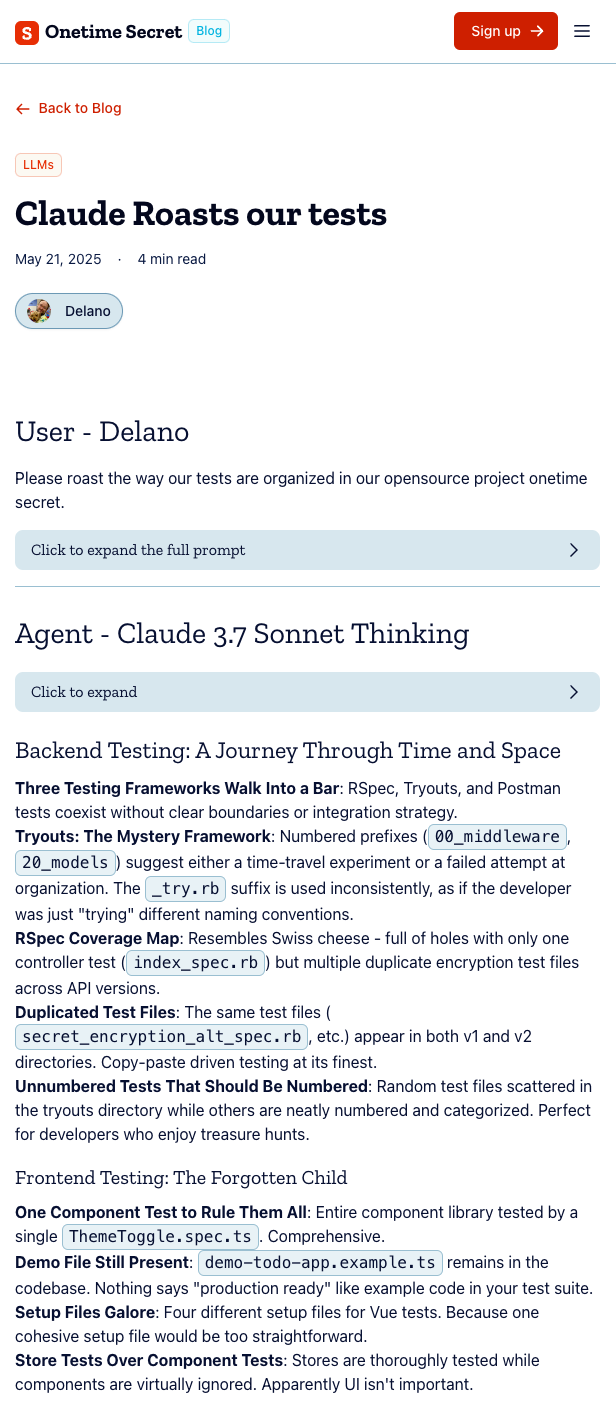 S Onetime Secret Blog Sign up →
← Back to Blog
LLMs
Claude Roasts our tests
May 21, 2025 · 4 min read
Delano
User - Delano
Please roast the way our tests are organized in our opensource project onetime
secret.
Click to expand the full prompt
Agent - Claude 3.7 Sonnet Thinking
Click to expand
Backend Testing: A Journey Through Time and Space
Three Testing Frameworks Walk Into a Bar: RSpec, Tryouts, and Postman
tests coexist without clear boundaries or integration strategy.
Tryouts: The Mystery Framework: Numbered prefixes (00_middleware,
20_models) suggest either a time-travel experiment or a failed attempt at
organization. The _try.rb suffix is used inconsistently, as if the developer
was just "trying" different naming conventions.
RSpec Coverage Map: Resembles Swiss cheese - full of holes with only one
controller test (index_spec.rb) but multiple duplicate encryption test files
across API versions.
Duplicated Test Files: The same test files (
secret_encryption_alt_spec.rb, etc.) appear in both v1 and v2
directories. Copy-paste driven testing at its finest.
Unnumbered Tests That Should Be Numbered: Random test files scattered in
the tryouts directory while others are neatly numbered and categorized. Perfect
for developers who enjoy treasure hunts.
Frontend Testing: The Forgotten Child
One Component Test to Rule Them All: Entire component library tested by a
single ThemeToggle.spec.ts. Comprehensive.
Demo File Still Present: demo-todo-app.example.ts remains in the
codebase. Nothing says "production ready" like example code in your test suite.
Setup Files Galore: Four different setup files for Vue tests. Because one
cohesive setup file would be too straightforward.
Store Tests Over Component Tests: Stores are thoroughly tested while
components are virtually ignored. Apparently UI isn't important.